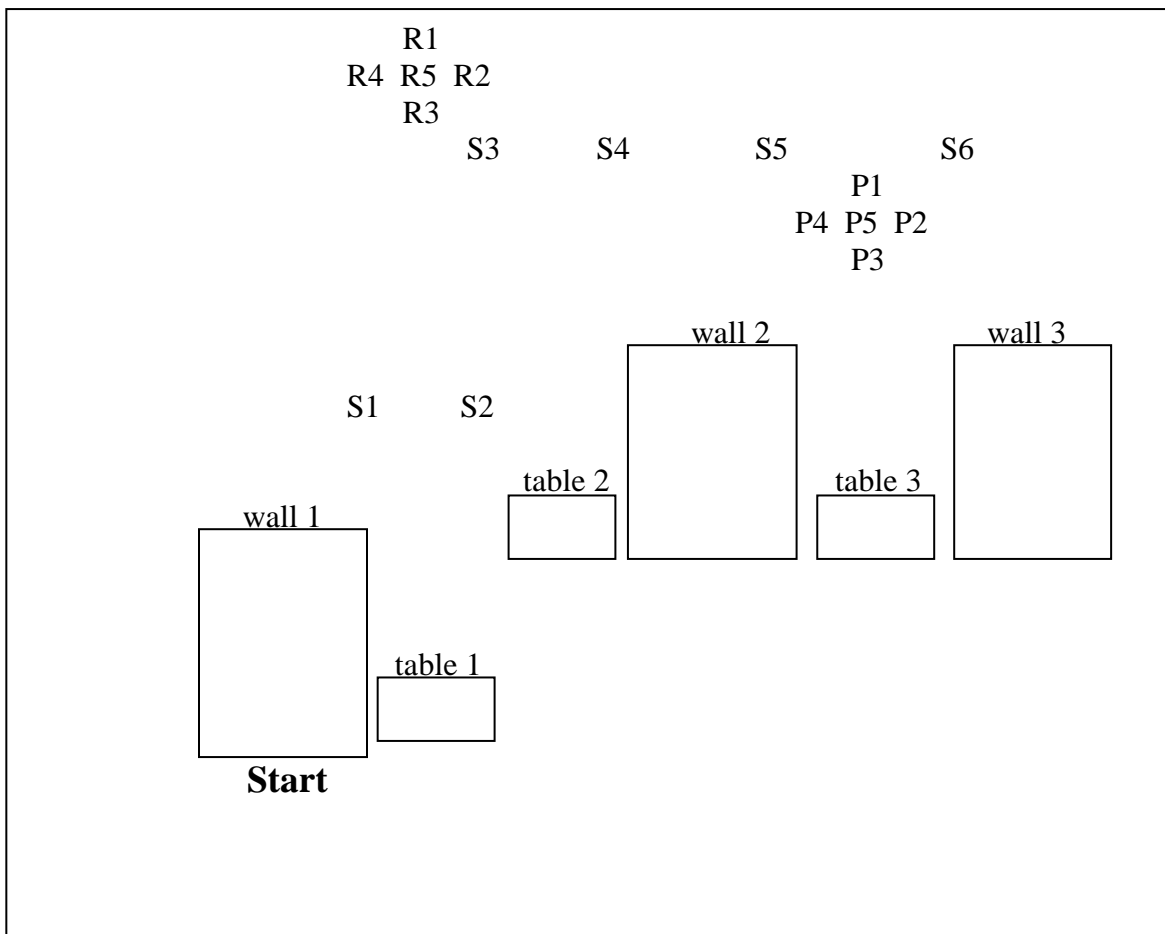 R1
R4 R5 R2
R3
S3 S4 S5 S6
P1
P4 P5 P2
P3
wall 2 wall 3
S1 S2
table 2 table 3
wall 1
table 1
Start